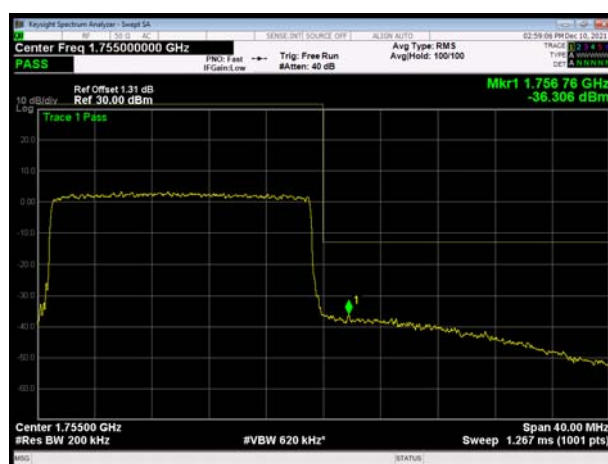 Keysight Spectrum Analyzer - Swept SA
RF 50 Ω AC SENSE:INT SOURCE OFF ALIGN AUTO 02:59:06 PM Dec 10, 2021
Center Freq 1.755000000 GHz
Avg Type: RMS
TRACE 1 2 3 4 5
PASS
PNO: Fast
Trig: Free Run
Avg|Hold: 100/100
TYPE A
IFGain:Low
#Atten: 40 dB
DET A N N N N N
Mkr1 1.756 76 GHz
-36.306 dBm
Ref Offset 1.31 dB
10 dB/div Ref 30.00 dBm
Log
Trace 1 Pass
20.0
10.0
0.00
-10.0
-20.0
-30.0
1
-40.0
-50.0
-60.0
Center 1.75500 GHz
Span 40.00 MHz
#Res BW 200 kHz
#VBW 620 kHz*
Sweep 1.267 ms (1001 pts)
MSG
STATUS